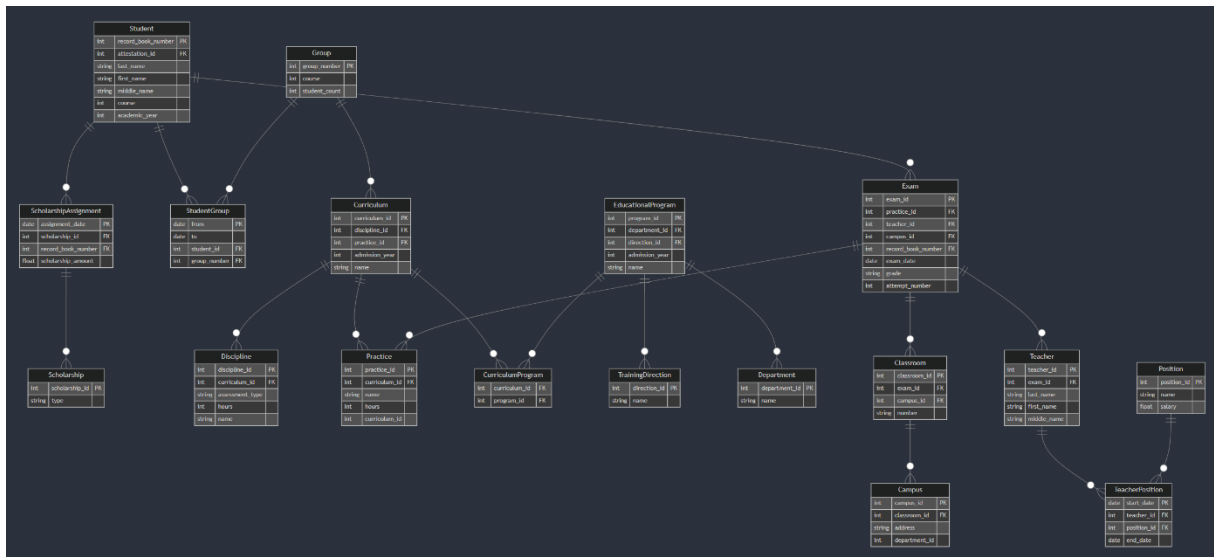 Student
int record_book_number PK
int attestation_id FK
string last_name
string first_name
string middle_name
int course
int academic_year
Group
int group_number PK
int course
int student_count
ScholarshipAssignment
date assignment_date PK
int scholarship_id FK
int record_book_number FK
float scholarship_amount
StudentGroup
date from PK
date to
int student_id FK
int group_number FK
Curriculum
int curriculum_id PK
int discipline_id FK
int practice_id FK
int admission_year
string name
EducationalProgram
int program_id PK
int department_id FK
int direction_id FK
int admission_year
string name
Exam
int exam_id PK
int practice_id FK
int teacher_id FK
int campus_id FK
int record_book_number FK
date exam_date
string grade
int attempt_number
Scholarship
int scholarship_id PK
string type
Discipline
int discipline_id PK
int curriculum_id FK
string assessment_type
int hours
string name
Practice
int practice_id PK
int curriculum_id FK
string name
int hours
int curriculum_id
CurriculumProgram
int curriculum_id FK
int program_id FK
TrainingDirection
int direction_id PK
string name
Department
int department_id PK
string name
Classroom
int classroom_id PK
int exam_id FK
int campus_id FK
string number
Teacher
int teacher_id PK
int exam_id FK
string last_name
string first_name
string middle_name
Position
int position_id PK
string name
float salary
Campus
int campus_id PK
int classroom_id FK
string address
int department_id
TeacherPosition
date start_date PK
int teacher_id FK
int position_id FK
date end_date